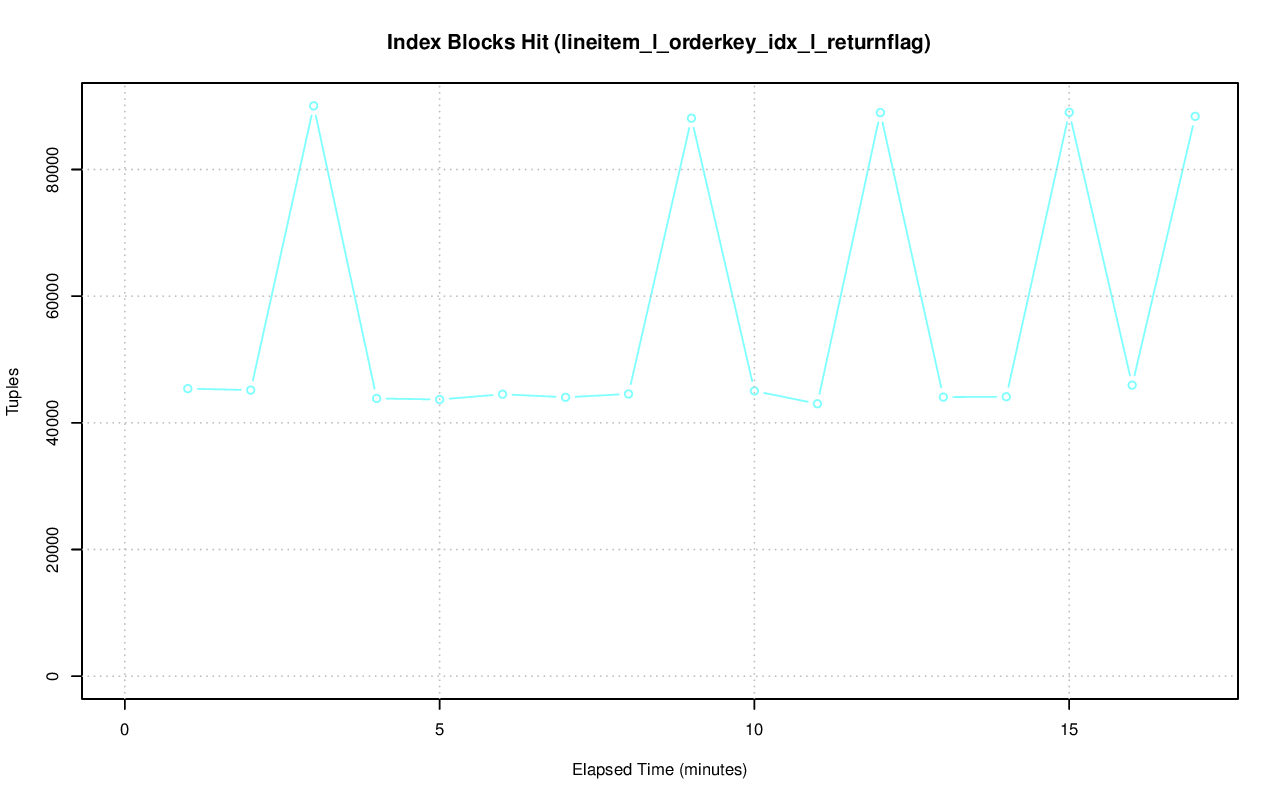 Index Blocks Hit (lineitem_l_orderkey_idx_l_returnflag)
Tuples
80000
60000
40000
20000
0
0 5 10 15
Elapsed Time (minutes)